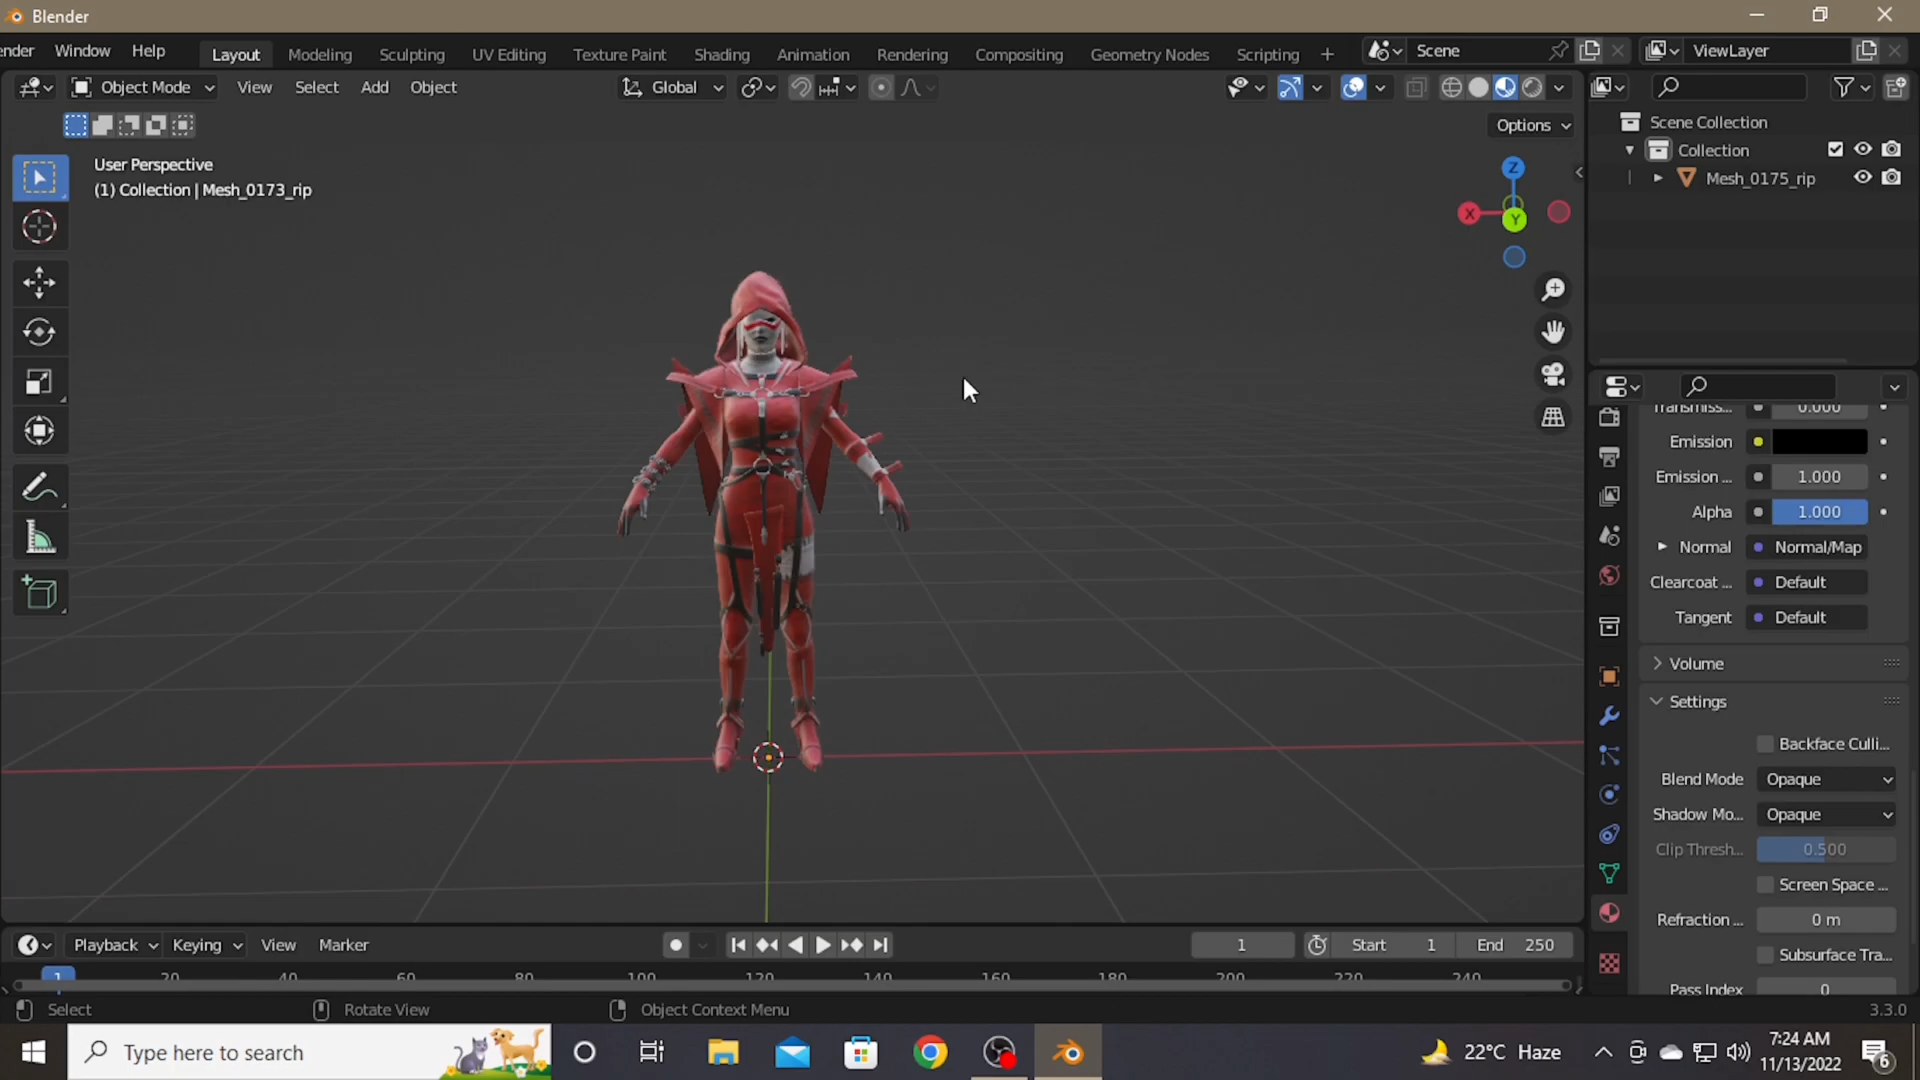 Blender
ender Window Help Layout Modeling Sculpting UV Editing Texture Paint Shading Animation Rendering Compositing Geometry Nodes Scripting + Scene ViewLayer
Object Mode View Select Add Object Global
Options
User Perspective
(1) Collection | Mesh_0173_rip
Z
X
Y
Scene Collection
Collection
Mesh_0175_rip
Transmiss... 0.000
Emission
Emission ... 1.000
Alpha 1.000
Normal Normal/Map
Clearcoat ... Default
Tangent Default
Volume
Settings
Backface Culli...
Blend Mode Opaque
Shadow Mo... Opaque
Clip Thresh... 0.500
Screen Space ...
Refraction ... 0 m
Subsurface Tra...
Pass Index 0
Playback Keying View Marker 1 Start 1 End 250
1 20 40 60 80 100 120 140 160 180 200 220 240
Select Rotate View Object Context Menu 3.3.0
Type here to search 22°C Haze 7:24 AM
11/13/2022 6